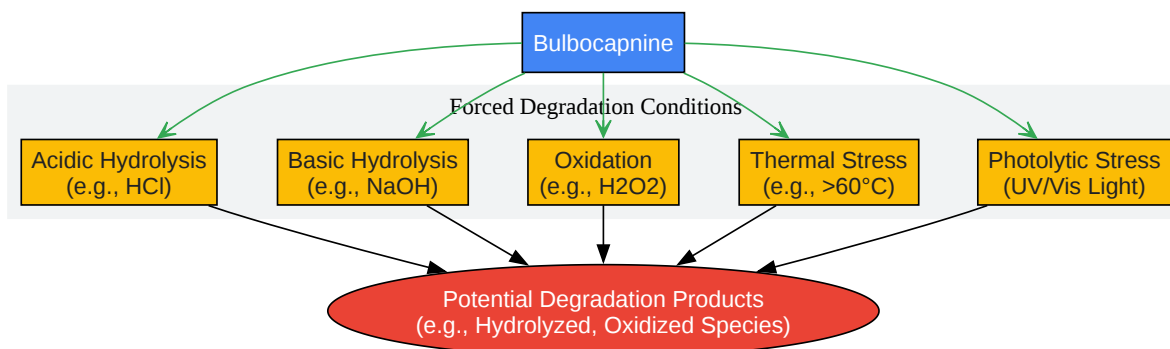 Bulbocapnine
Forced Degradation Conditions
Acidic Hydrolysis
(e.g., HCl)
Basic Hydrolysis
(e.g., NaOH)
Oxidation
(e.g., H2O2)
Thermal Stress
(e.g., >60°C)
Photolytic Stress
(UV/Vis Light)
Potential Degradation Products
(e.g., Hydrolyzed, Oxidized Species)